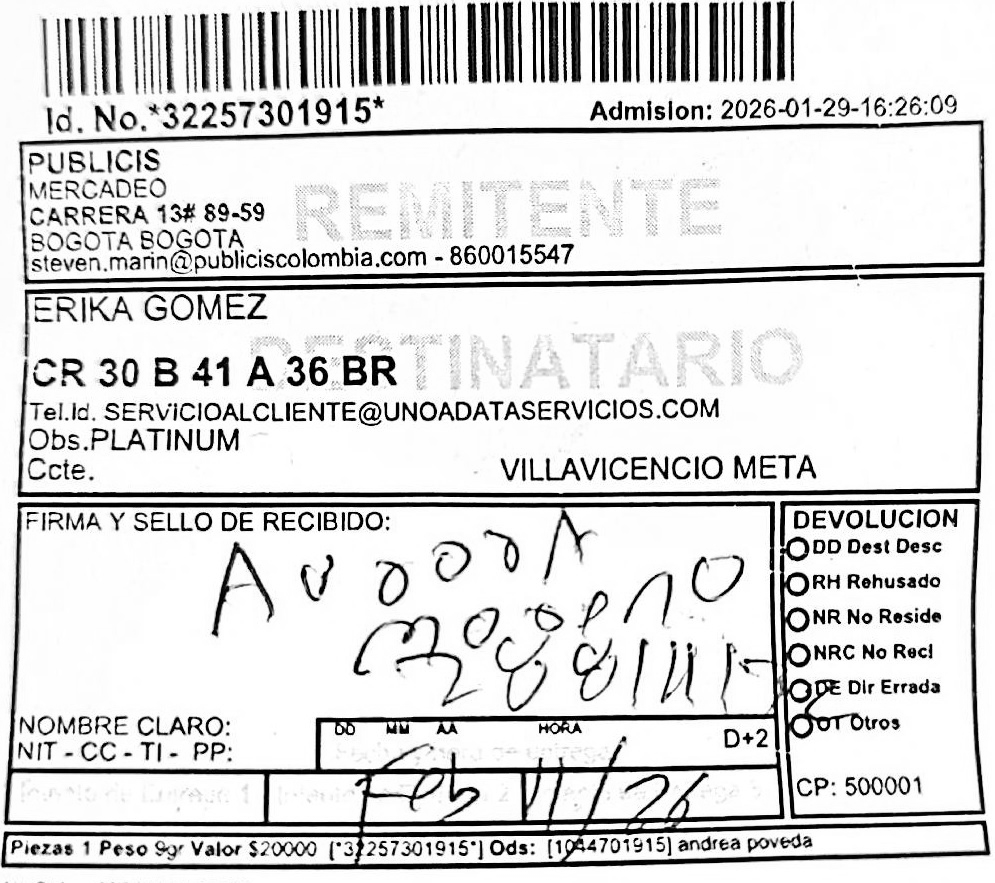 Id. No.*32257301915*
Admision: 2026-01-29-16:26:09
REMITENTE
PUBLICIS
MERCADEO
CARRERA 13# 89-59
BOGOTA BOGOTA
steven.marin@publiciscolombia.com - 860015547
DESTINATARIO
ERIKA GOMEZ
CR 30 B 41 A 36 BR
Tel.Id. SERVICIOALCLIENTE@UNOADATASERVICIOS.COM
Obs.PLATINUM
Ccte.
VILLAVICENCIO META
FIRMA Y SELLO DE RECIBIDO:
NOMBRE CLARO:
NIT - CC - TI - PP:
DD MM AA HORA
D+2
Feb 11/26
DEVOLUCION
DD Dest Desc
RH Rehusado
NR No Reside
NRC No Recl
DE Dir Errada
OT Otros
CP: 500001
Piezas 1 Peso 9gr Valor $20000 [*32257301915*] Ods: [1044701915] andrea poveda